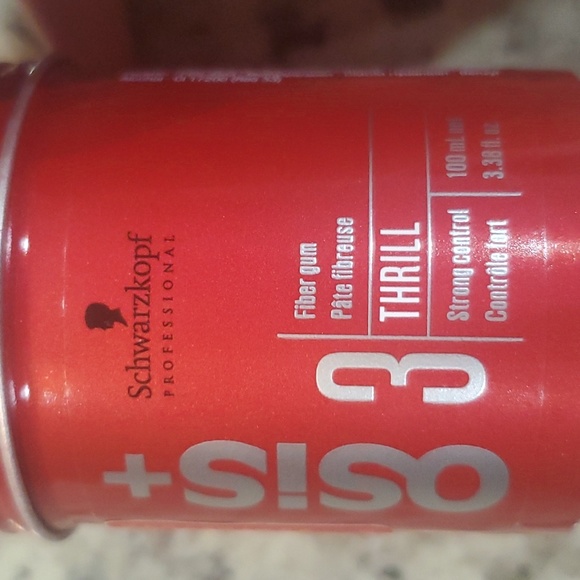 Schwarzkopf
PROFESSIONAL
OSiS+
3
Fiber gum
Pâte fibreuse
THRILL
Strong control
Contrôle fort
100 mL
3.38 fl. oz